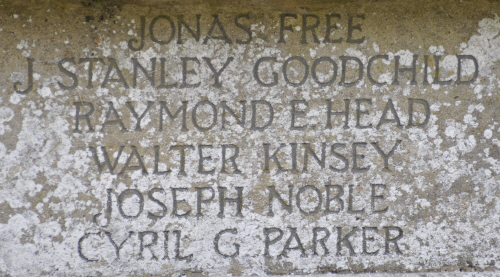 JONAS FREE
J STANLEY GOODCHILD
RAYMOND E. HEAD
WALTER KINSEY
JOSEPH NOBLE
CYRIL G PARKER